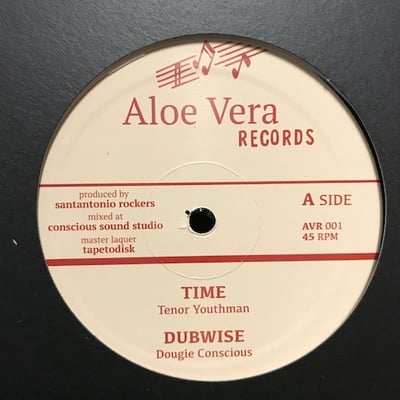 Aloe Vera
RECORDS
produced by
santantonio rockers
mixed at
conscious sound studio
master laquer
tapetodisk
A SIDE
AVR 001
45 RPM
TIME
Tenor Youthman
DUBWISE
Dougie Conscious